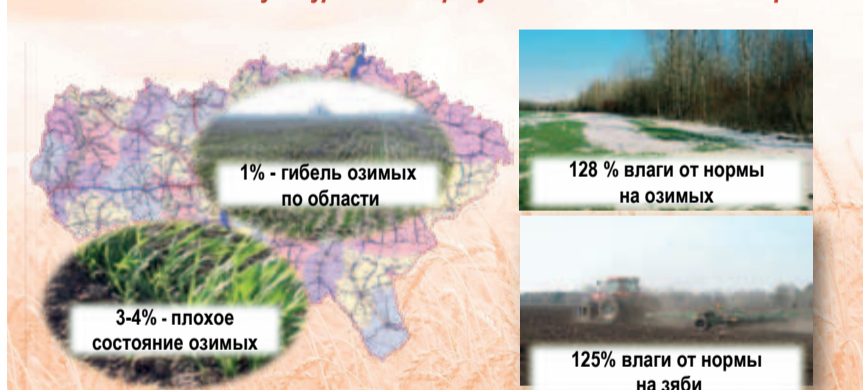 1% - гибель озимых
по области
128 % влаги от нормы
на озимых
3-4% - плохое
состояние озимых
125% влаги от нормы
на зяби